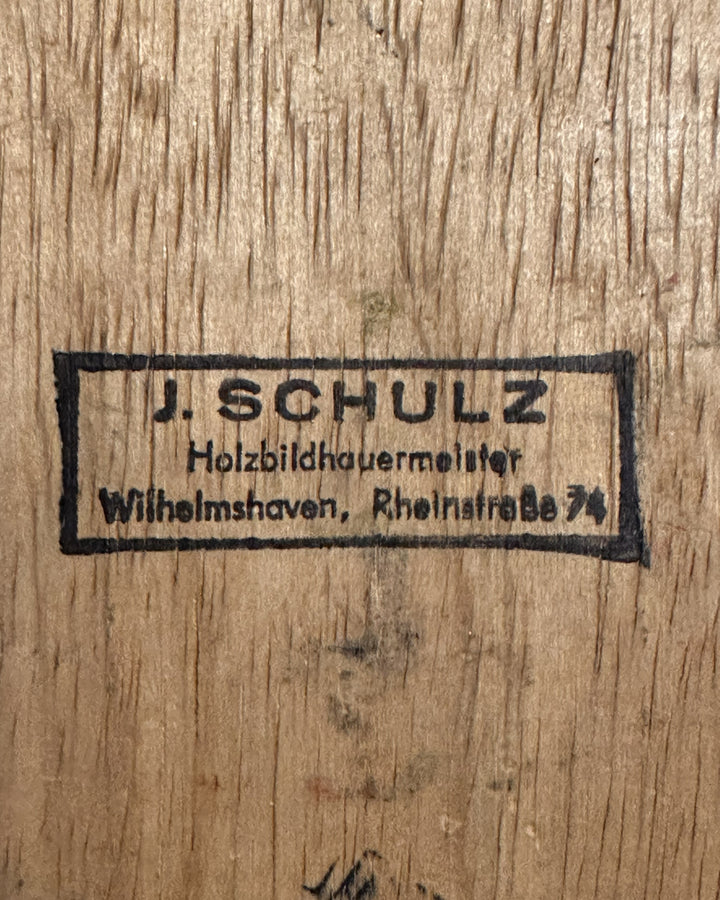 J. SCHULZ
Holzbildhauermeister
Wilhelmshaven, Rheinstraße 74